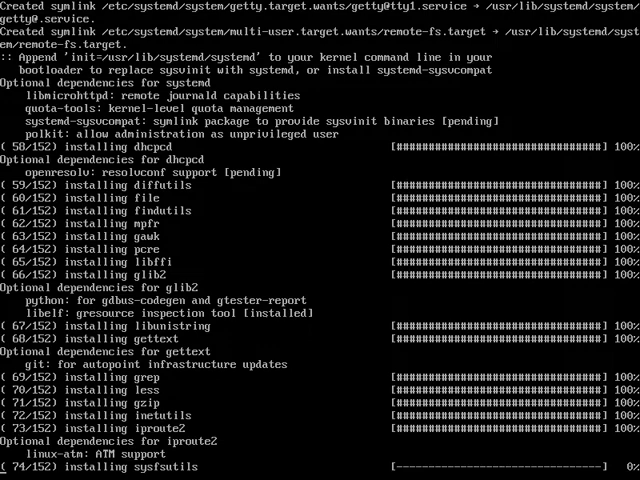 Created symlink /etc/systemd/system/getty.target.wants/getty@tty1.service → /usr/lib/systemd/system/
getty@.service.
Created symlink /etc/systemd/system/multi-user.target.wants/remote-fs.target → /usr/lib/systemd/syst
em/remote-fs.target.
:: Append 'init=/usr/lib/systemd/systemd' to your kernel command line in your
   bootloader to replace sysvinit with systemd, or install systemd-sysvcompat
Optional dependencies for systemd
    libmicrohttpd: remote journald capabilities
    quota-tools: kernel-level quota management
    systemd-sysvcompat: symlink package to provide sysvinit binaries [pending]
    polkit: allow administration as unprivileged user
( 58/152) installing dhcpcd [################################] 100%
Optional dependencies for dhcpcd
    openresolv: resolvconf support [pending]
( 59/152) installing diffutils [################################] 100%
( 60/152) installing file [################################] 100%
( 61/152) installing findutils [################################] 100%
( 62/152) installing mpfr [################################] 100%
( 63/152) installing gawk [################################] 100%
( 64/152) installing pcre [################################] 100%
( 65/152) installing libffi [################################] 100%
( 66/152) installing glib2 [################################] 100%
Optional dependencies for glib2
    python: for gdbus-codegen and gtester-report
    libelf: gresource inspection tool [installed]
( 67/152) installing libunistring [################################] 100%
( 68/152) installing gettext [################################] 100%
Optional dependencies for gettext
    git: for autopoint infrastructure updates
( 69/152) installing grep [################################] 100%
( 70/152) installing less [################################] 100%
( 71/152) installing gzip [################################] 100%
( 72/152) installing inetutils [################################] 100%
( 73/152) installing iproute2 [################################] 100%
Optional dependencies for iproute2
    linux-atm: ATM support
( 74/152) installing sysfsutils [--------------------------------] 0%